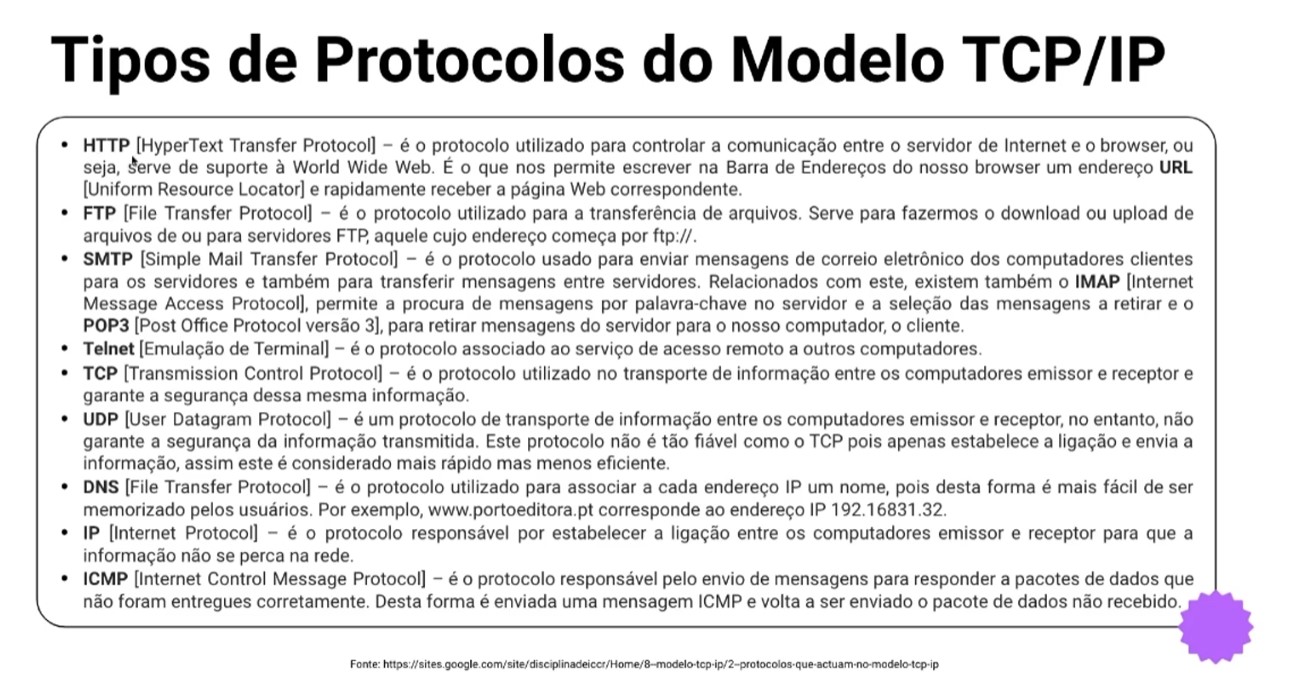 Tipos de Protocolos do Modelo TCP/IP
• HTTP [HyperText Transfer Protocol] – é o protocolo utilizado para controlar a comunicação entre o servidor de Internet e o browser, ou
seja, serve de suporte à World Wide Web. É o que nos permite escrever na Barra de Endereços do nosso browser um endereço URL
[Uniform Resource Locator] e rapidamente receber a página Web correspondente.
• FTP [File Transfer Protocol] – é o protocolo utilizado para a transferência de arquivos. Serve para fazermos o download ou upload de
arquivos de ou para servidores FTP, aquele cujo endereço começa por ftp://.
• SMTP [Simple Mail Transfer Protocol] – é o protocolo usado para enviar mensagens de correio eletrônico dos computadores clientes
para os servidores e também para transferir mensagens entre servidores. Relacionados com este, existem também o IMAP [Internet
Message Access Protocol], permite a procura de mensagens por palavra-chave no servidor e a seleção das mensagens a retirar e o
POP3 [Post Office Protocol versão 3], para retirar mensagens do servidor para o nosso computador, o cliente.
• Telnet [Emulação de Terminal] – é o protocolo associado ao serviço de acesso remoto a outros computadores.
• TCP [Transmission Control Protocol] – é o protocolo utilizado no transporte de informação entre os computadores emissor e receptor e
garante a segurança dessa mesma informação.
• UDP [User Datagram Protocol] – é um protocolo de transporte de informação entre os computadores emissor e receptor, no entanto, não
garante a segurança da informação transmitida. Este protocolo não é tão fiável como o TCP pois apenas estabelece a ligação e envia a
informação, assim este é considerado mais rápido mas menos eficiente.
• DNS [File Transfer Protocol] – é o protocolo utilizado para associar a cada endereço IP um nome, pois desta forma é mais fácil de ser
memorizado pelos usuários. Por exemplo, www.portoeditora.pt corresponde ao endereço IP 192.16831.32.
• IP [Internet Protocol] – é o protocolo responsável por estabelecer a ligação entre os computadores emissor e receptor para que a
informação não se perca na rede.
• ICMP [Internet Control Message Protocol] – é o protocolo responsável pelo envio de mensagens para responder a pacotes de dados que
não foram entregues corretamente. Desta forma é enviada uma mensagem ICMP e volta a ser enviado o pacote de dados não recebido.
Fonte: https://sites.google.com/site/disciplinadeiccr/Home/8--modelo-tcp-ip/2--protocolos-que-actuam-no-modelo-tcp-ip